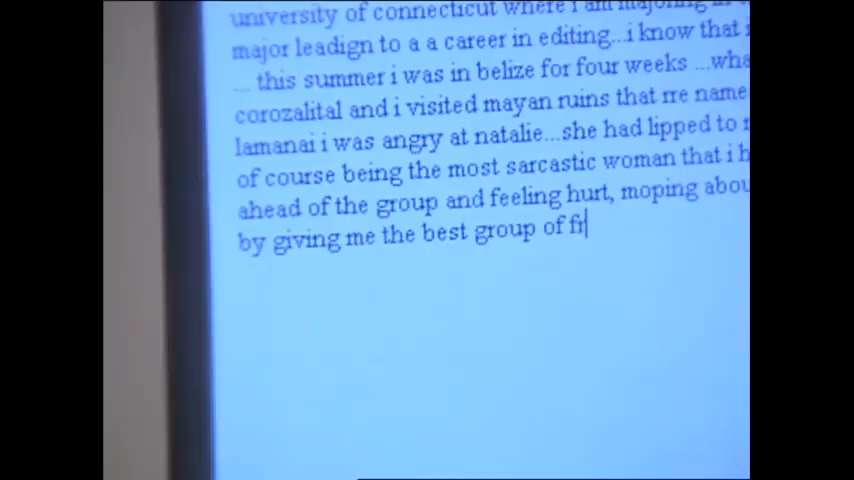 university of connecticut where i am majoring in
major leadign to a a career in editing...i know that i
... this summer i was in belize for four weeks ...wha
corozalital and i visited mayan ruins that rre name
lamanai i was angry at natalie...she had lipped to
of course being the most sarcastic woman that i h
ahead of the group and feeling hurt, moping abou
by giving me the best group of fr